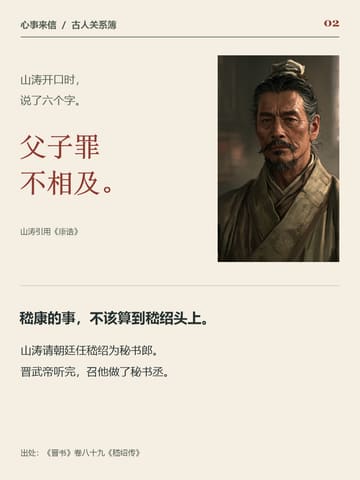 心事来信 / 古人关系簿
02
山涛开口时，
说了六个字。
父子罪
不相及。
山涛引用《康诰》
嵇康的事，不该算到嵇绍头上。
山涛请朝廷任嵇绍为秘书郎。
晋武帝听完，召他做了秘书丞。
出处：《晋书》卷八十九《嵇绍传》